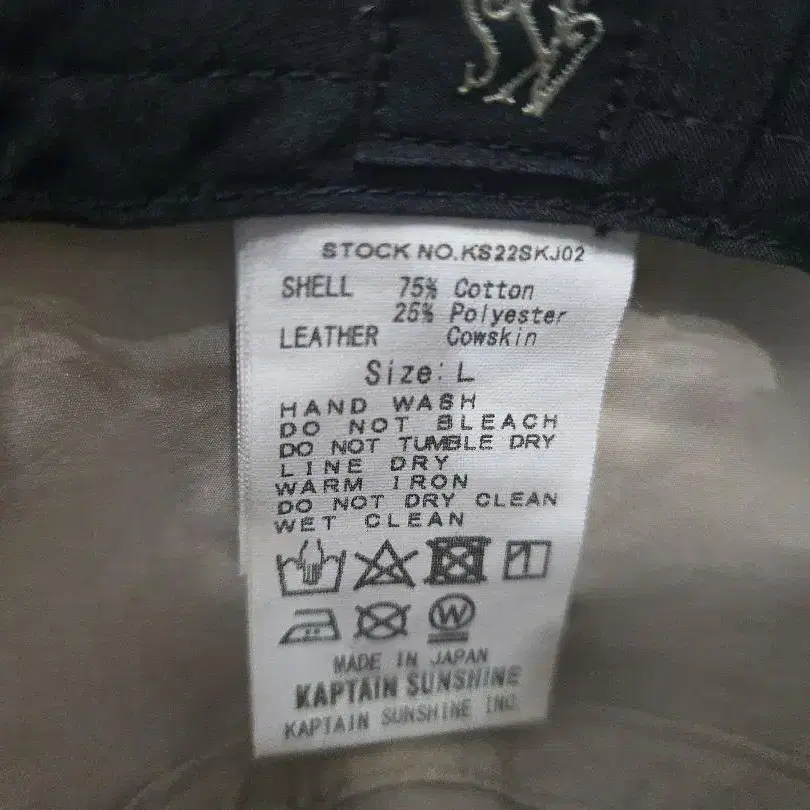 STOCK NO.KS22SKJ02
SHELL 75% Cotton
25% Polyester
LEATHER Cowskin
Size: L
HAND WASH
DO NOT BLEACH
DO NOT TUMBLE DRY
LINE DRY
WARM IRON
DO NOT DRY CLEAN
WET CLEAN
W
MADE IN JAPAN
KAPTAIN SUNSHINE
KAPTAIN SUNSHINE INC.